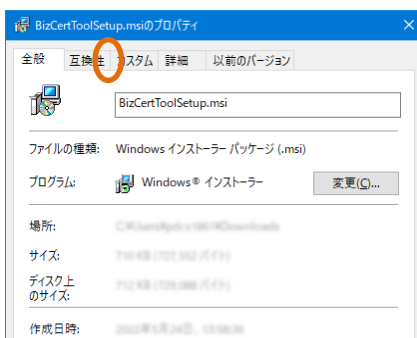 BizCertToolSetup.msiのプロパティ
全般 互換性 カスタム 詳細 以前のバージョン
BizCertToolSetup.msi
ファイルの種類: Windows インストーラー パッケージ (.msi)
プログラム: Windows® インストーラー 変更(C)...
場所:
サイズ:
ディスク上
のサイズ:
作成日時: